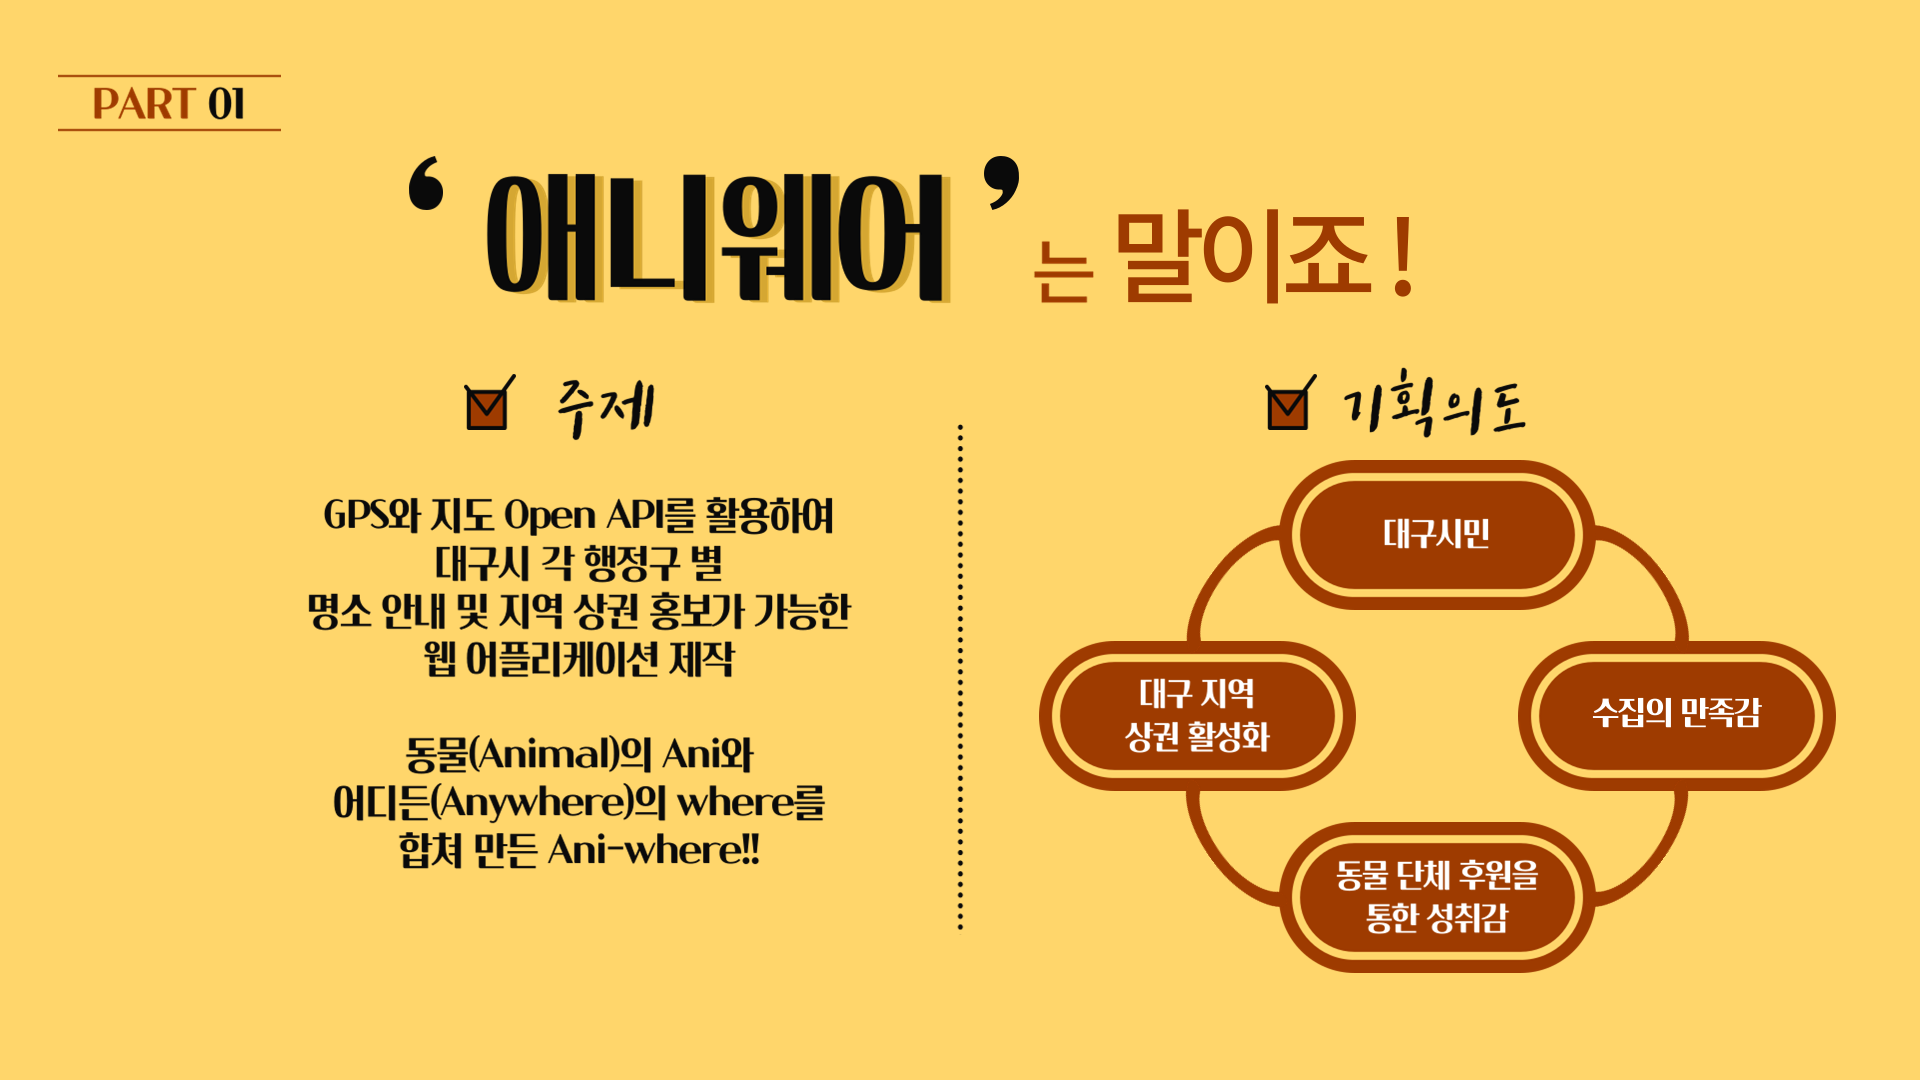 PART 01
‘ 애니웨어 ’는 말이죠 !
주제
GPS와 지도 Open API를 활용하여
대구시 각 행정구 별
명소 안내 및 지역 상권 홍보가 가능한
웹 어플리케이션 제작
동물(Animal)의 Ani와
어디든(Anywhere)의 where를
합쳐 만든 Ani-where!!
기획의도
대구시민
대구 지역
상권 활성화
수집의 만족감
동물 단체 후원을
통한 성취감